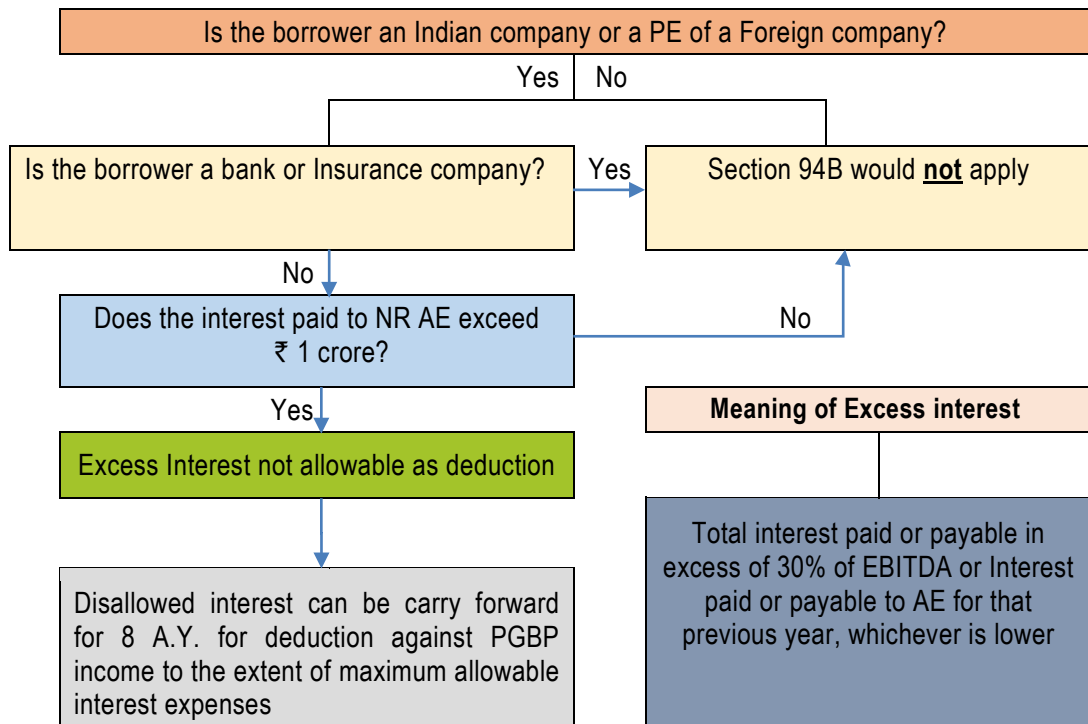 Is the borrower an Indian company or a PE of a Foreign company?
Yes
No
Is the borrower a bank or Insurance company?
Yes
Section 94B would not apply
No
Does the interest paid to NR AE exceed
₹ 1 crore?
No
Yes
Meaning of Excess interest
Excess Interest not allowable as deduction
Total interest paid or payable in
excess of 30% of EBITDA or Interest
paid or payable to AE for that
previous year, whichever is lower
Disallowed interest can be carry forward
for 8 A.Y. for deduction against PGBP
income to the extent of maximum allowable
interest expenses